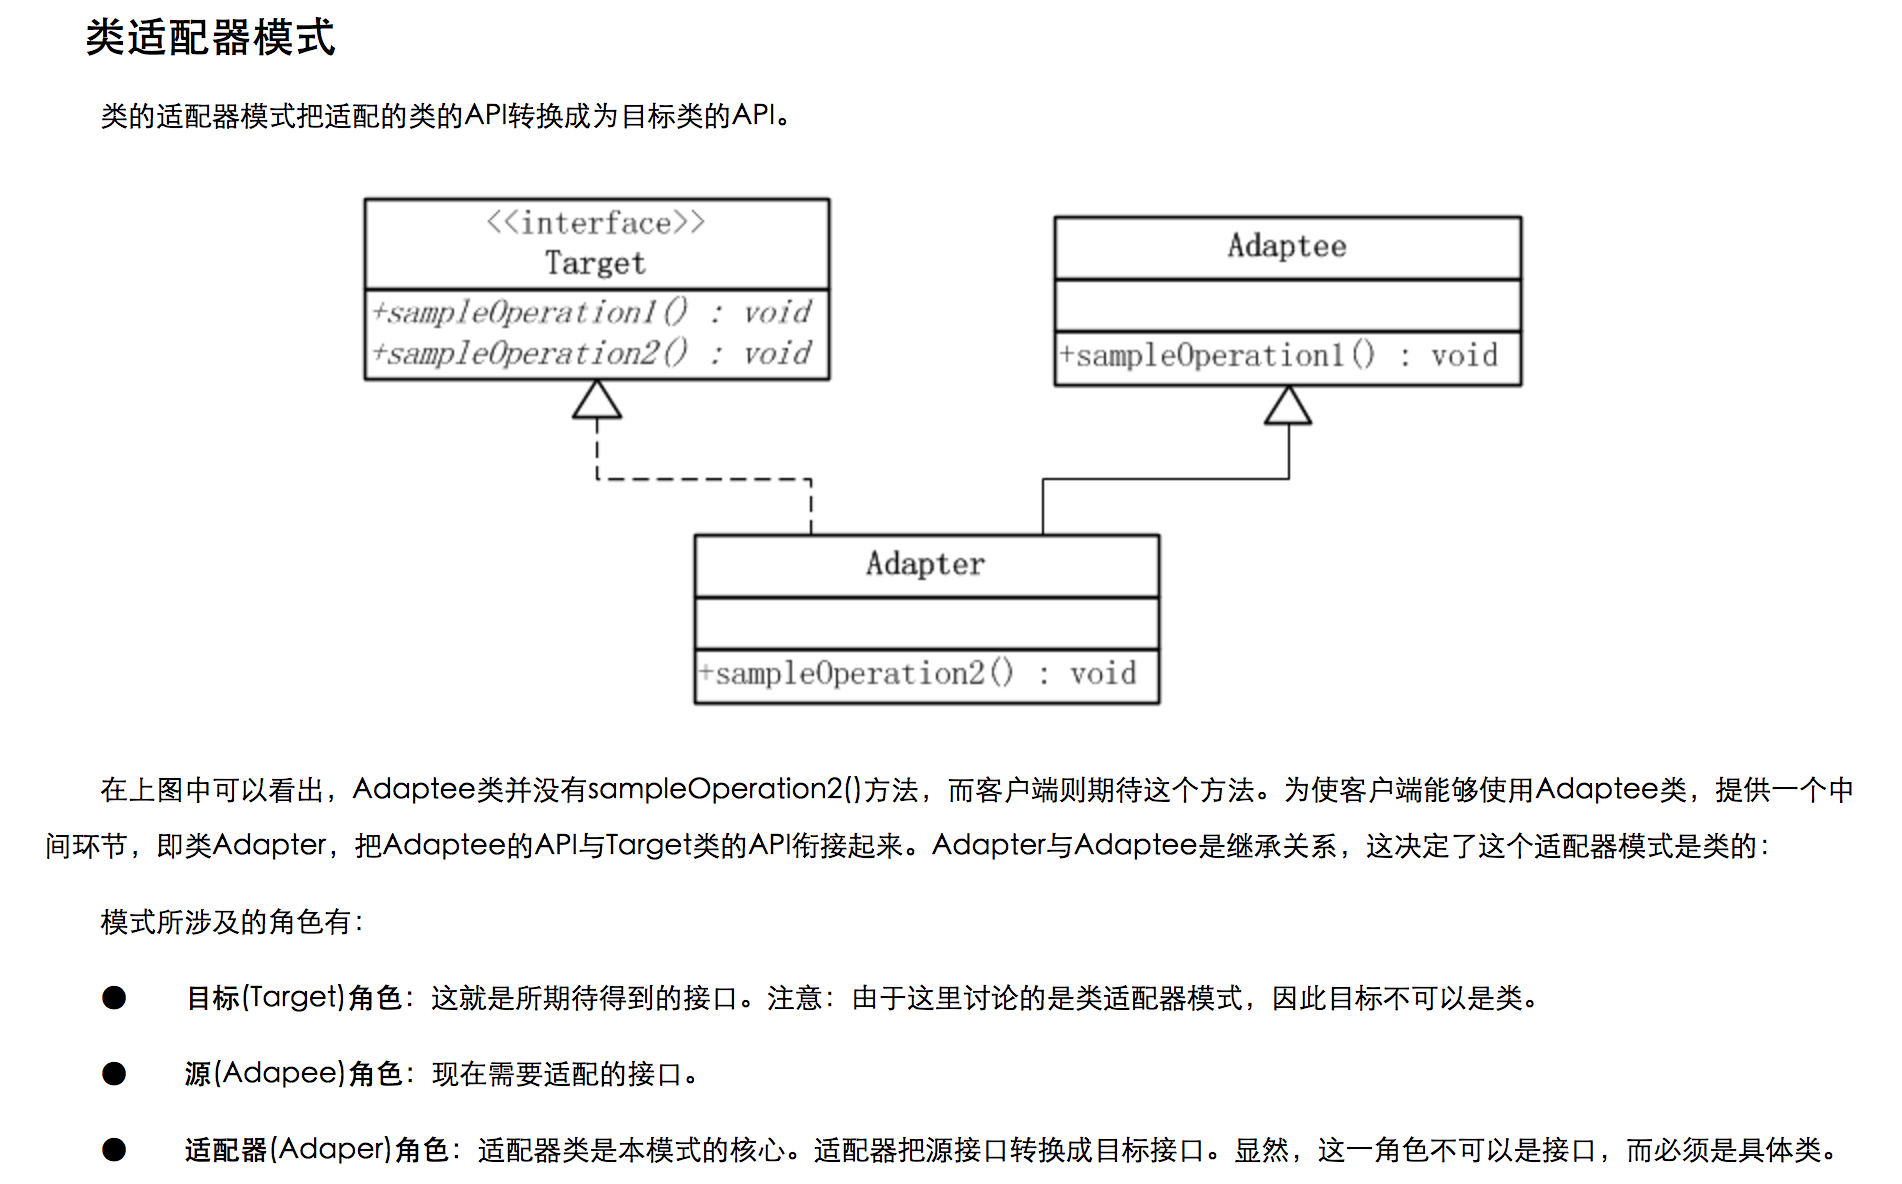 类适配器模式
类的适配器模式把适配的类的API转换成为目标类的API。
<<interface>>
Target
+sampleOperation1() : void
+sampleOperation2() : void
Adaptee
+sampleOperation1() : void
Adapter
+sampleOperation2() : void
在上图中可以看出，Adaptee类并没有sampleOperation2()方法，而客户端则期待这个方法。为使客户端能够使用Adaptee类，提供一个中
间环节，即类Adapter，把Adaptee的API与Target类的API衔接起来。Adapter与Adaptee是继承关系，这决定了这个适配器模式是类的：
模式所涉及的角色有：
● 目标(Target)角色：这就是所期待得到的接口。注意：由于这里讨论的是类适配器模式，因此目标不可以是类。
● 源(Adapee)角色：现在需要适配的接口。
● 适配器(Adaper)角色：适配器类是本模式的核心。适配器把源接口转换成目标接口。显然，这一角色不可以是接口，而必须是具体类。